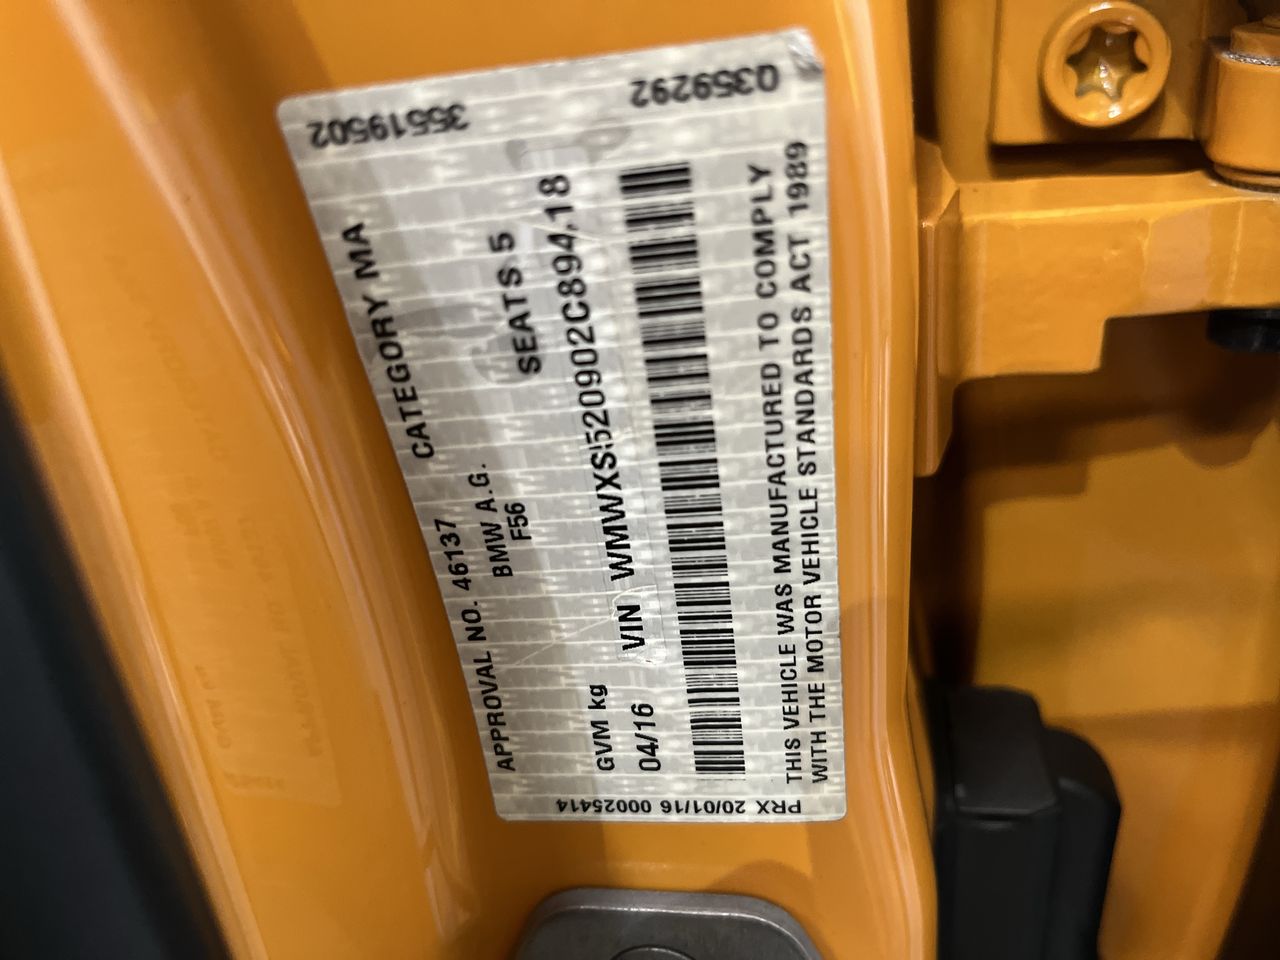 35519502
Q359292
APPROVAL NO. 46137 CATEGORY MA
BMW A.G.
F56 SEATS 5
GVM kg
04/16 VIN WMWXS520902C894,18
THIS VEHICLE WAS MANUFACTURED TO COMPLY
WITH THE MOTOR VEHICLE STANDARDS ACT 1989
PRX 20/01/16 00025414